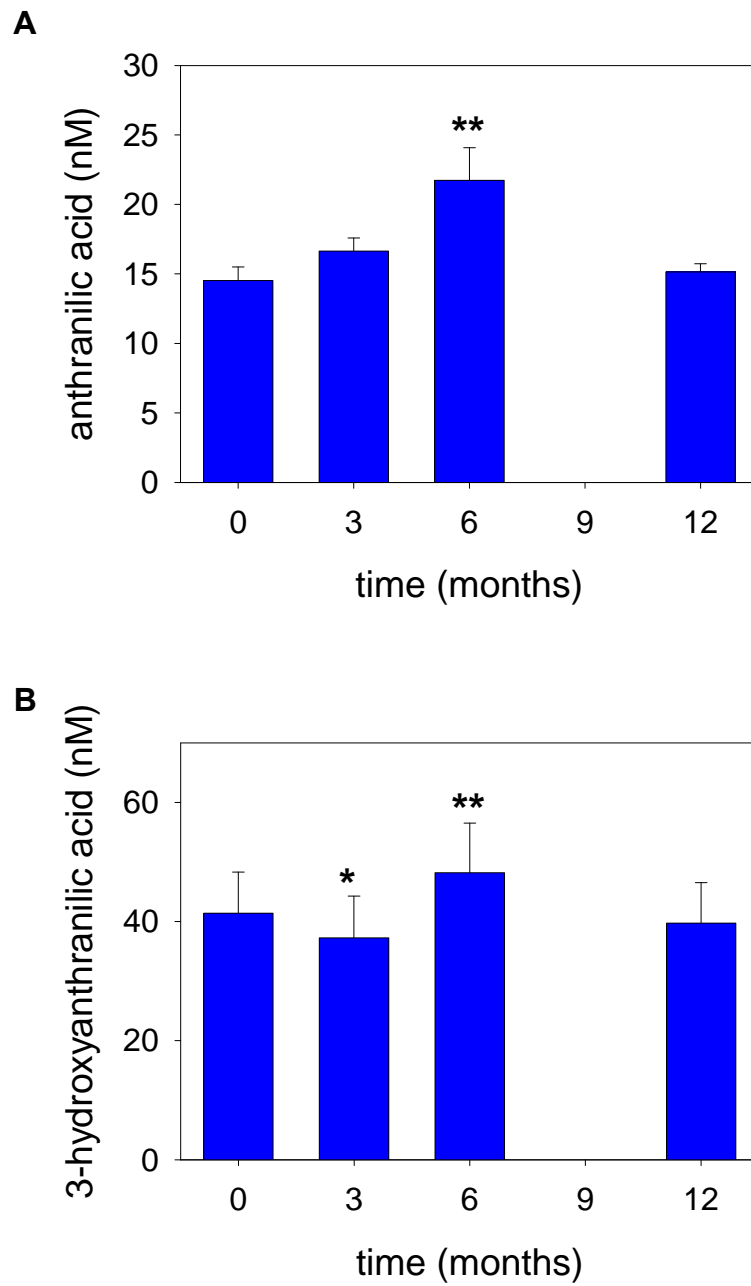 A
anthranilic acid (nM)
30
25
20
15
10
5
0
**
0 3 6 9 12
time (months)
B
3-hydroxyanthranilic acid (nM)
60
40
20
0
*
**
0 3 6 9 12
time (months)